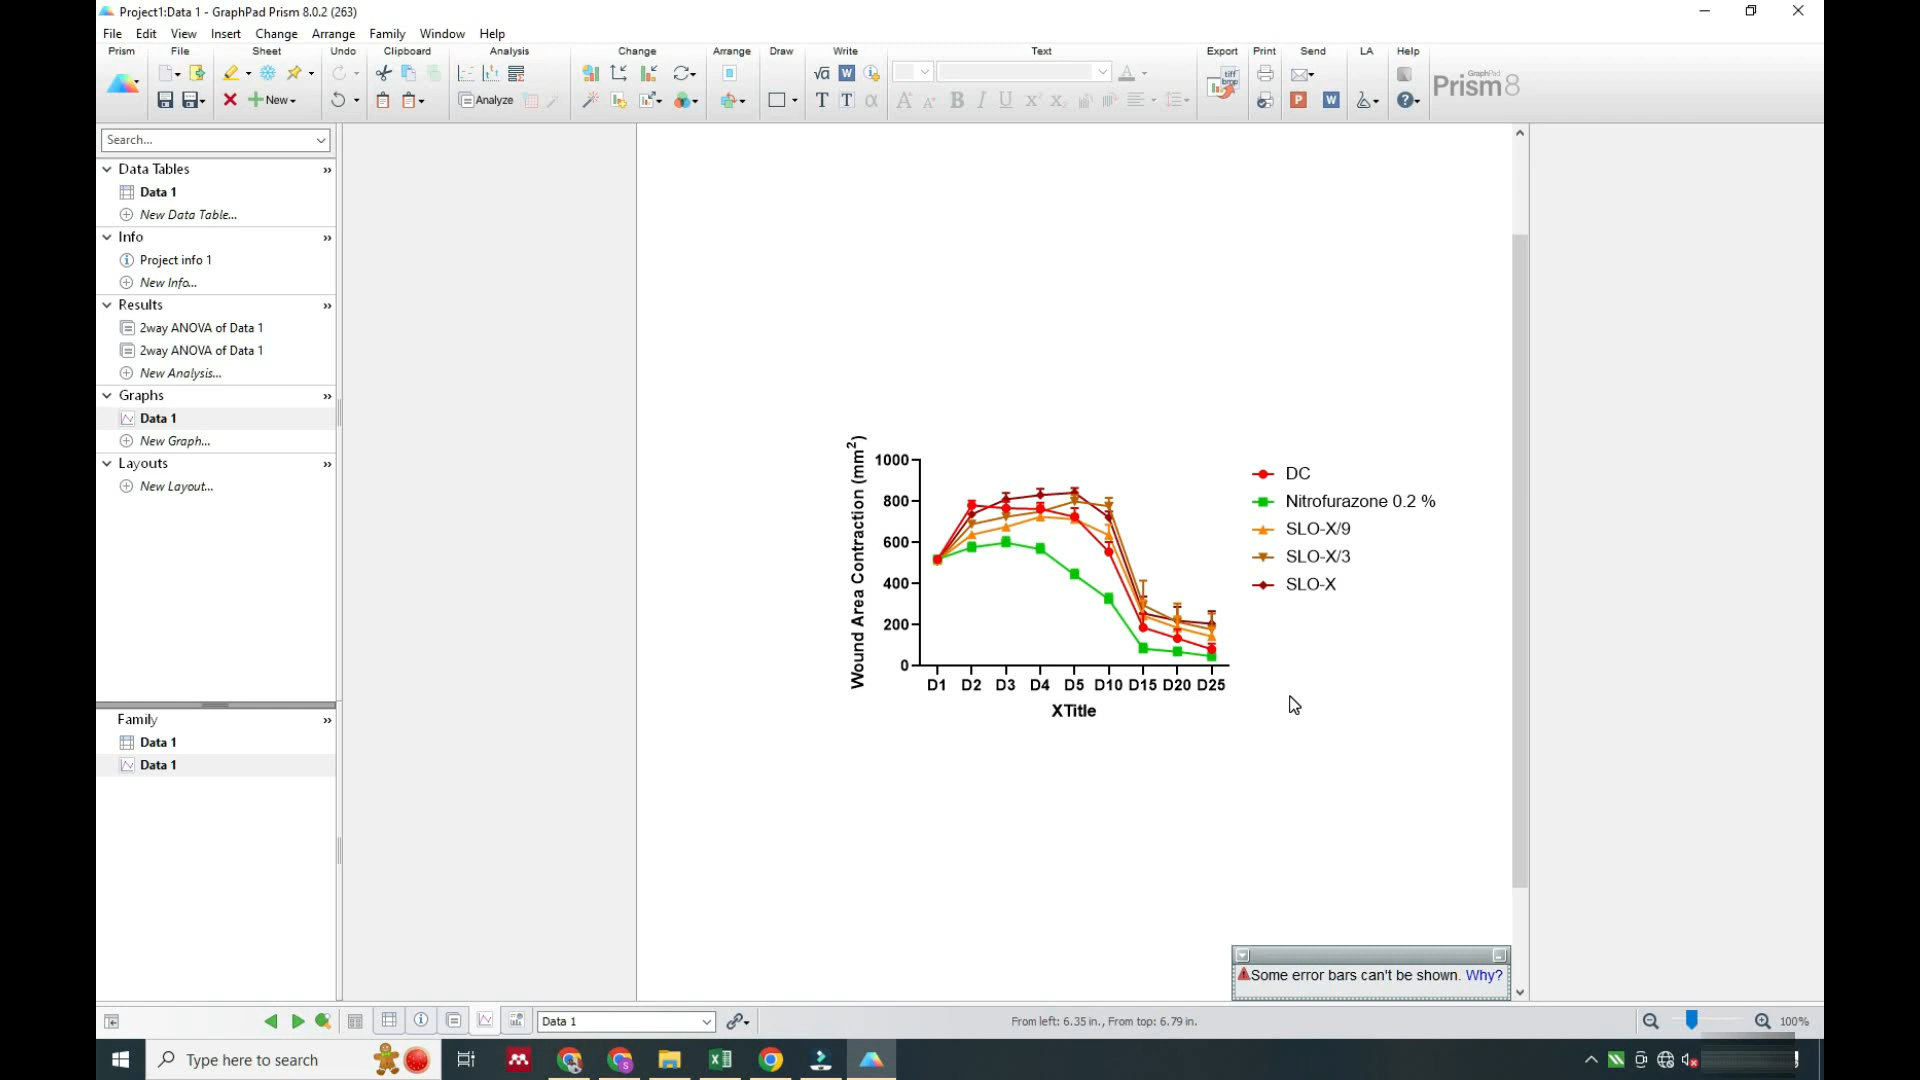 Project1:Data 1 - GraphPad Prism 8.0.2 (263)
File Edit View Insert Change Arrange Family Window Help
Prism File Sheet Undo Clipboard Analysis Change Arrange Draw Write Text Export Print Send LA Help
Analyze
New
GraphPad
Prism 8
Search...
Data Tables
Data 1
New Data Table...
Info
Project info 1
New Info...
Results
2way ANOVA of Data 1
2way ANOVA of Data 1
New Analysis...
Graphs
Data 1
New Graph...
Layouts
New Layout...
Family
Data 1
Data 1
Wound Area Contraction (mm2)
1000
800
600
400
200
0
D1 D2 D3 D4 D5 D10 D15 D20 D25
XTitle
DC
Nitrofurazone 0.2 %
SLO-X/9
SLO-X/3
SLO-X
Some error bars can't be shown. Why?
Data 1
From left: 6.35 in., From top: 6.79 in.
100%
Type here to search